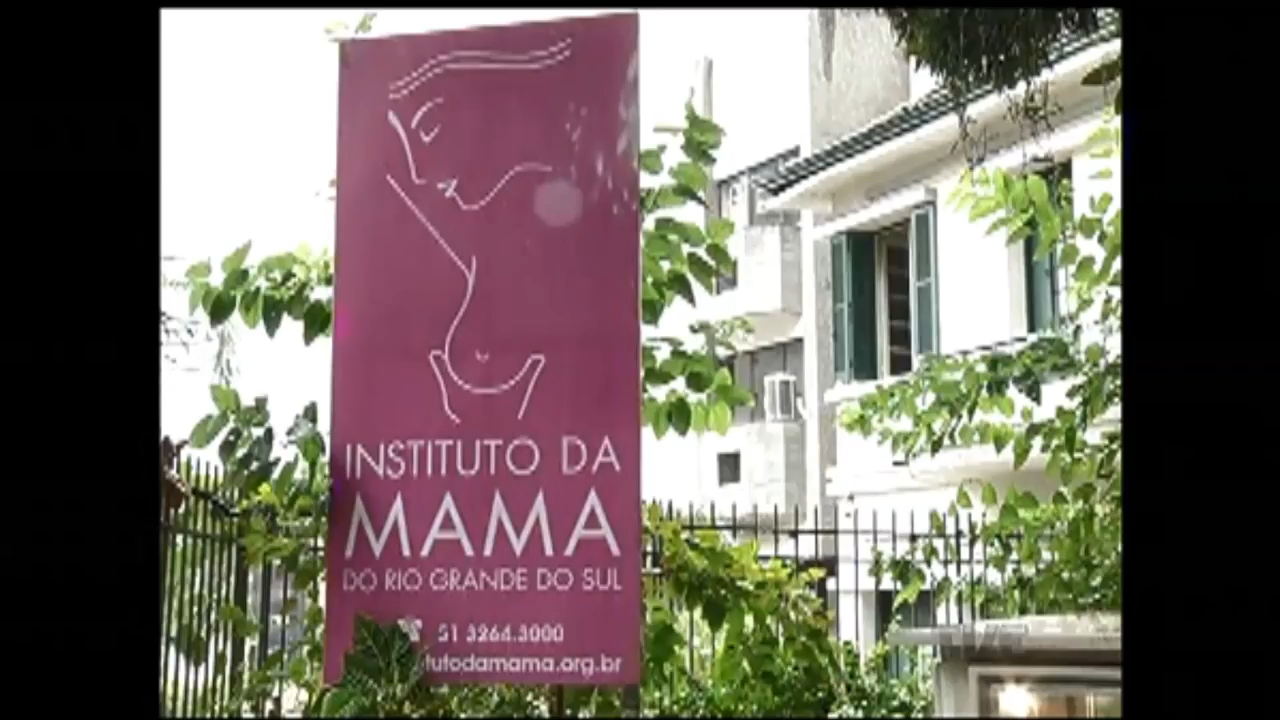 INSTITUTO DA
MAMA
DO RIO GRANDE DO SUL
51 3264.3000
tutodamama.org.br